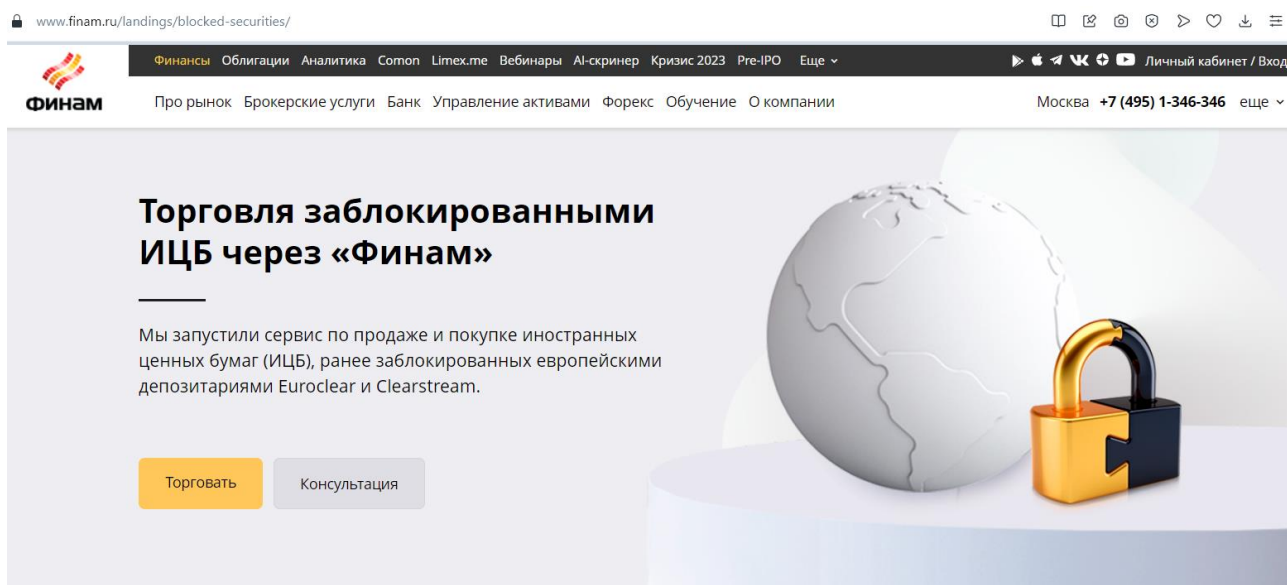 www.finam.ru/landings/blocked-securities/
Финансы Облигации Аналитика Comon Limex.me Вебинары AI-скринер Кризис 2023 Pre-IPO Еще
Личный кабинет / Вход
ФИНАМ
Про рынок Брокерские услуги Банк Управление активами Форекс Обучение О компании
Москва +7 (495) 1-346-346 еще
Торговля заблокированными
ИЦБ через «Финам»
Мы запустили сервис по продаже и покупке иностранных
ценных бумаг (ИЦБ), ранее заблокированных европейскими
депозитариями Euroclear и Clearstream.
Торговать
Консультация